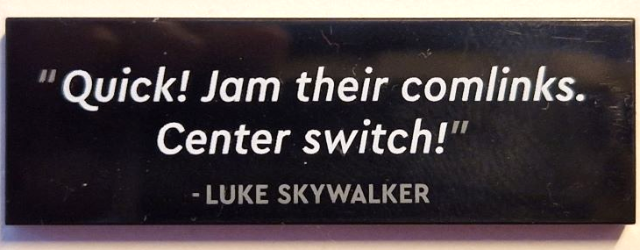 "Quick! Jam their comlinks.
Center switch!"
-LUKE SKYWALKER